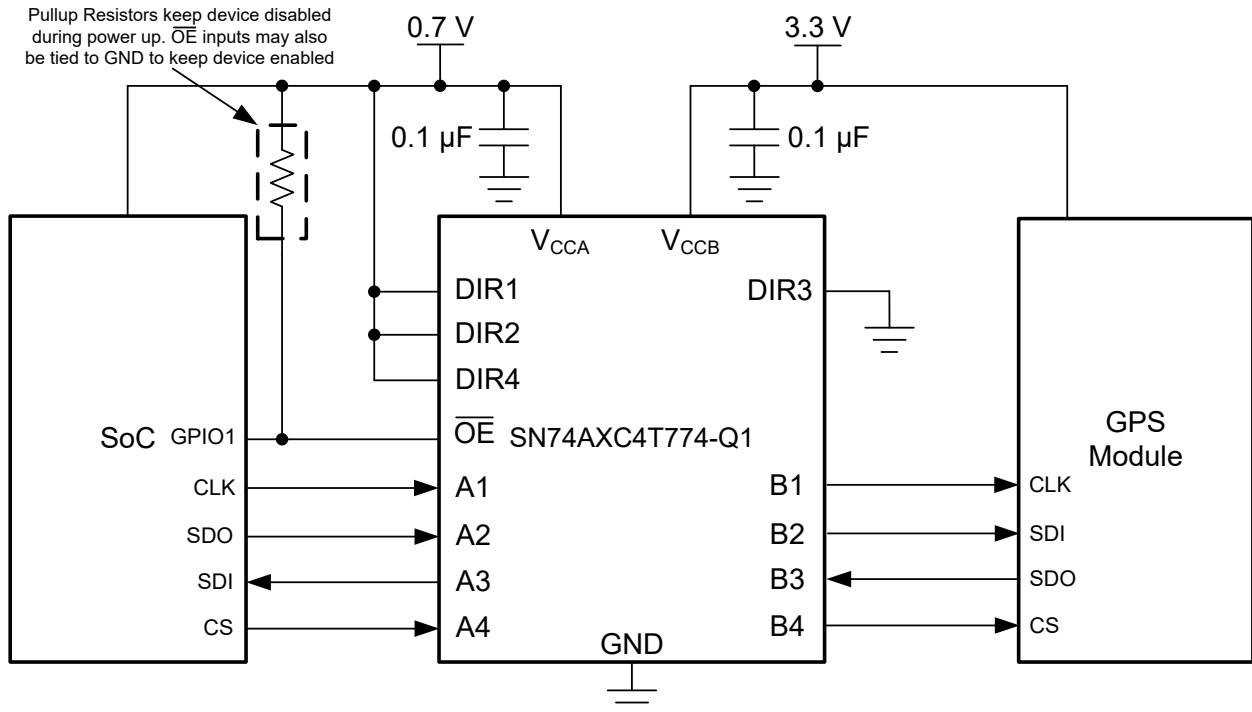 Pullup Resistors keep device disabled
during power up. O̅E̅ inputs may also
be tied to GND to keep device enabled
0.7 V
3.3 V
0.1 µF
0.1 µF
VCCA
VCCB
DIR1
DIR2
DIR4
DIR3
SoC
GPIO1
O̅E̅
SN74AXC4T774-Q1
GPS
Module
CLK
A1
B1
CLK
SDO
A2
B2
SDI
SDI
A3
B3
SDO
CS
A4
B4
CS
GND